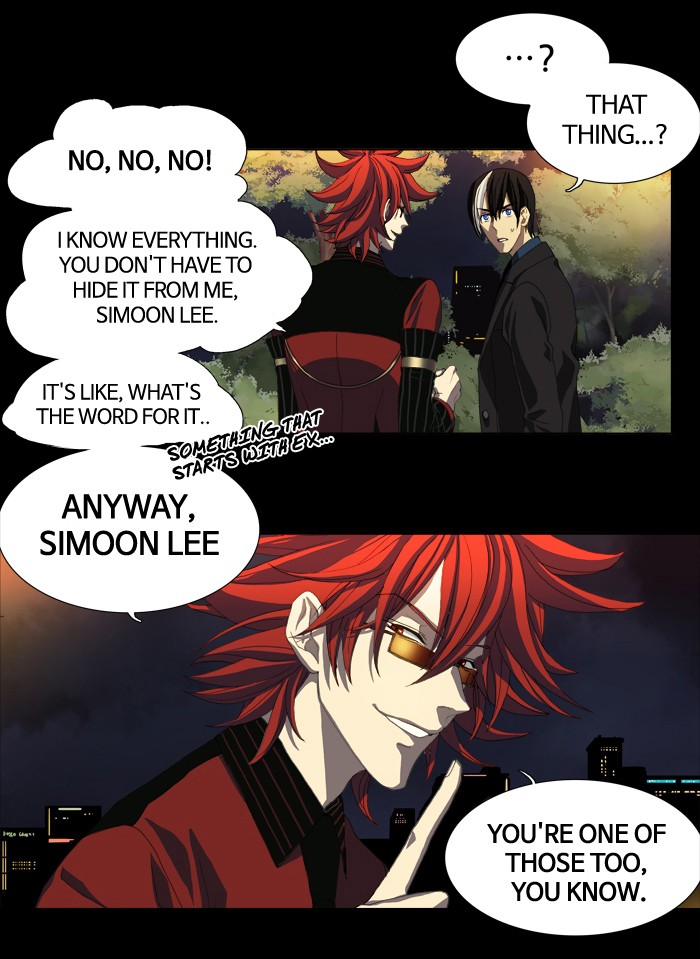 ...?
THAT
THING...?
NO, NO, NO!
I KNOW EVERYTHING.
YOU DON'T HAVE TO
HIDE IT FROM ME,
SIMOON LEE.
IT'S LIKE, WHAT'S
THE WORD FOR IT..
SOMETHING THAT
STARTS WITH EX...
ANYWAY,
SIMOON LEE
YOU'RE ONE OF
THOSE TOO,
YOU KNOW.